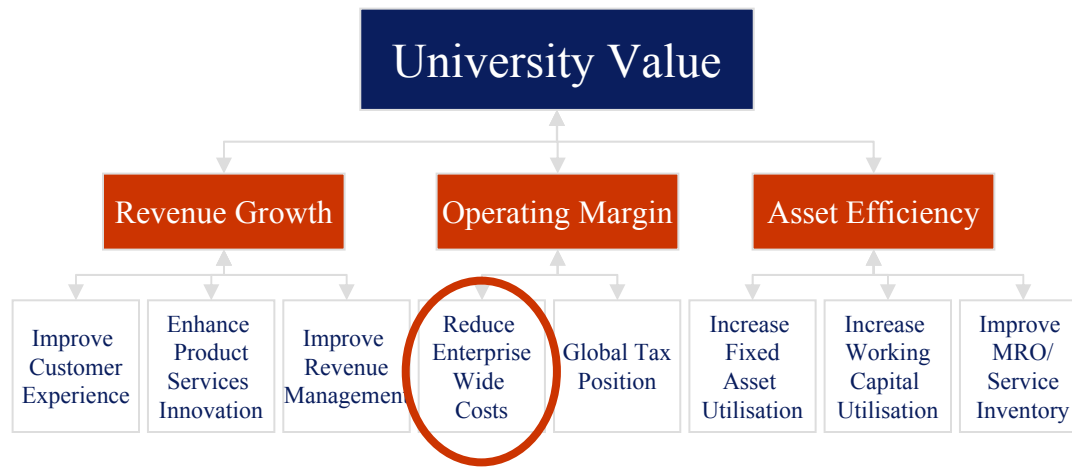 University Value
Revenue Growth
Operating Margin
Asset Efficiency
Improve
Customer
Experience
Enhance
Product
Services
Innovation
Improve
Revenue
Management
Reduce
Enterprise
Wide
Costs
Global Tax
Position
Increase
Fixed
Asset
Utilisation
Increase
Working
Capital
Utilisation
Improve
MRO/
Service
Inventory